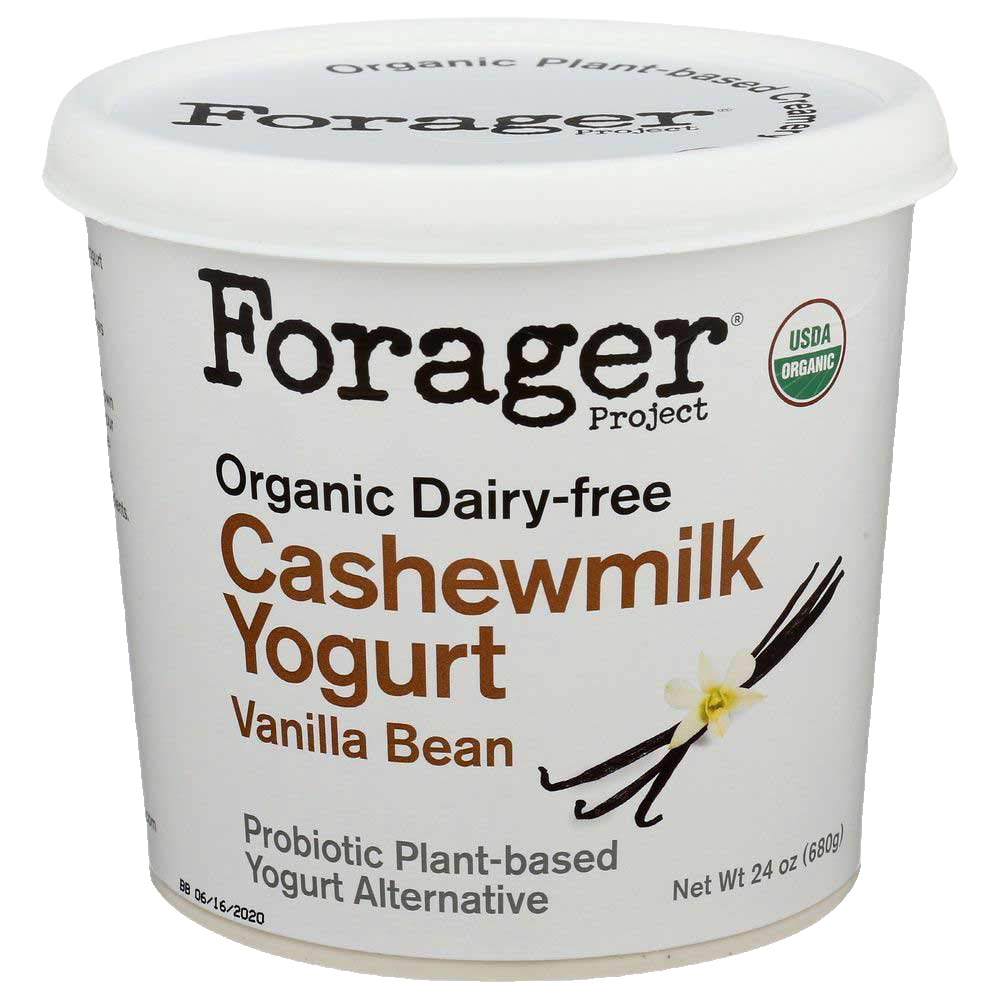 Organic Plant-based Creamery
Forager®
Project
Forager®
Project
USDA
ORGANIC
Organic Dairy-free
Cashewmilk
Yogurt
Vanilla Bean
Probiotic Plant-based
Yogurt Alternative
Net Wt 24 oz (680g)
BB 06/16/2020